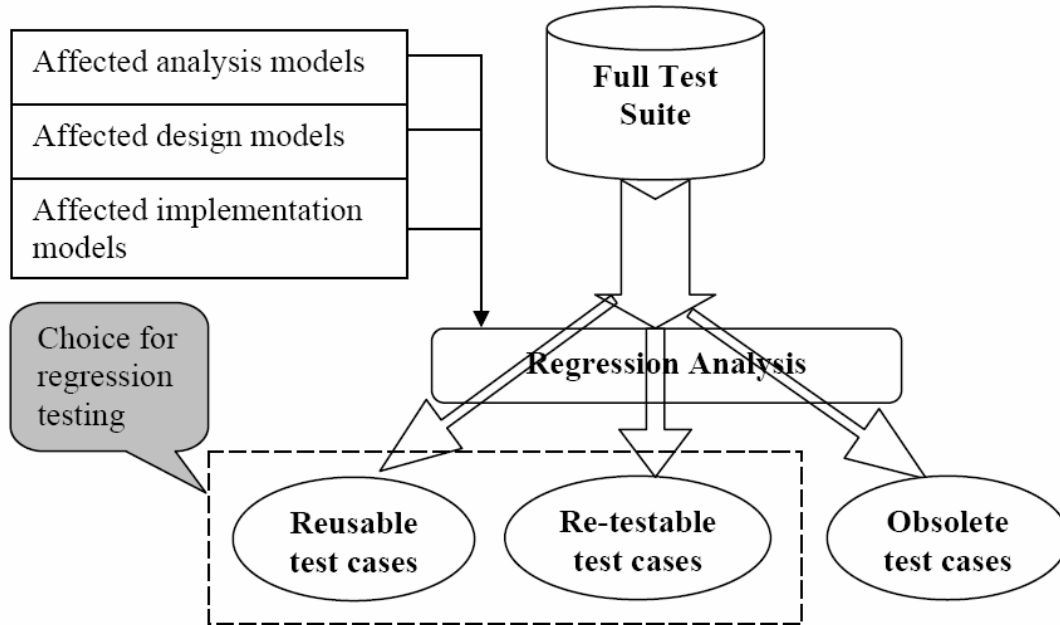 Affected analysis models
Affected design models
Affected implementation
models
Full Test
Suite
Choice for
regression
testing
Regression Analysis
Reusable
test cases
Re-testable
test cases
Obsolete
test cases